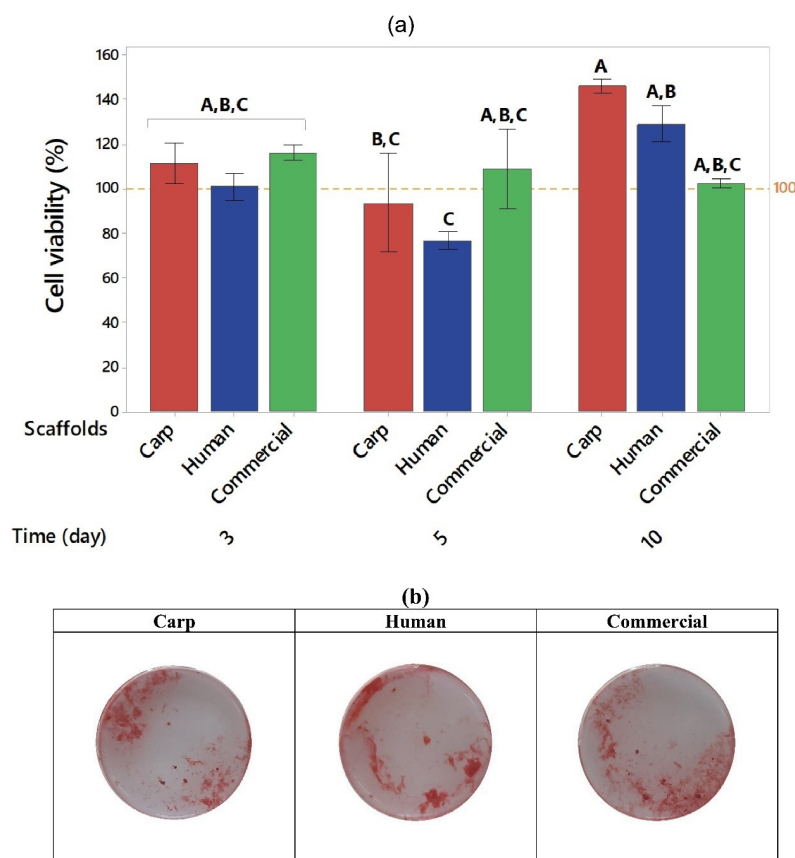 (a)
160
140
120
100
80
60
40
20
0
Cell viability (%)
A,B,C
B,C
C
A,B,C
A
A,B
A,B,C
100
Scaffolds
Carp
Human
Commercial
Carp
Human
Commercial
Carp
Human
Commercial
Time (day)
3
5
10
(b)
Carp Human Commercial